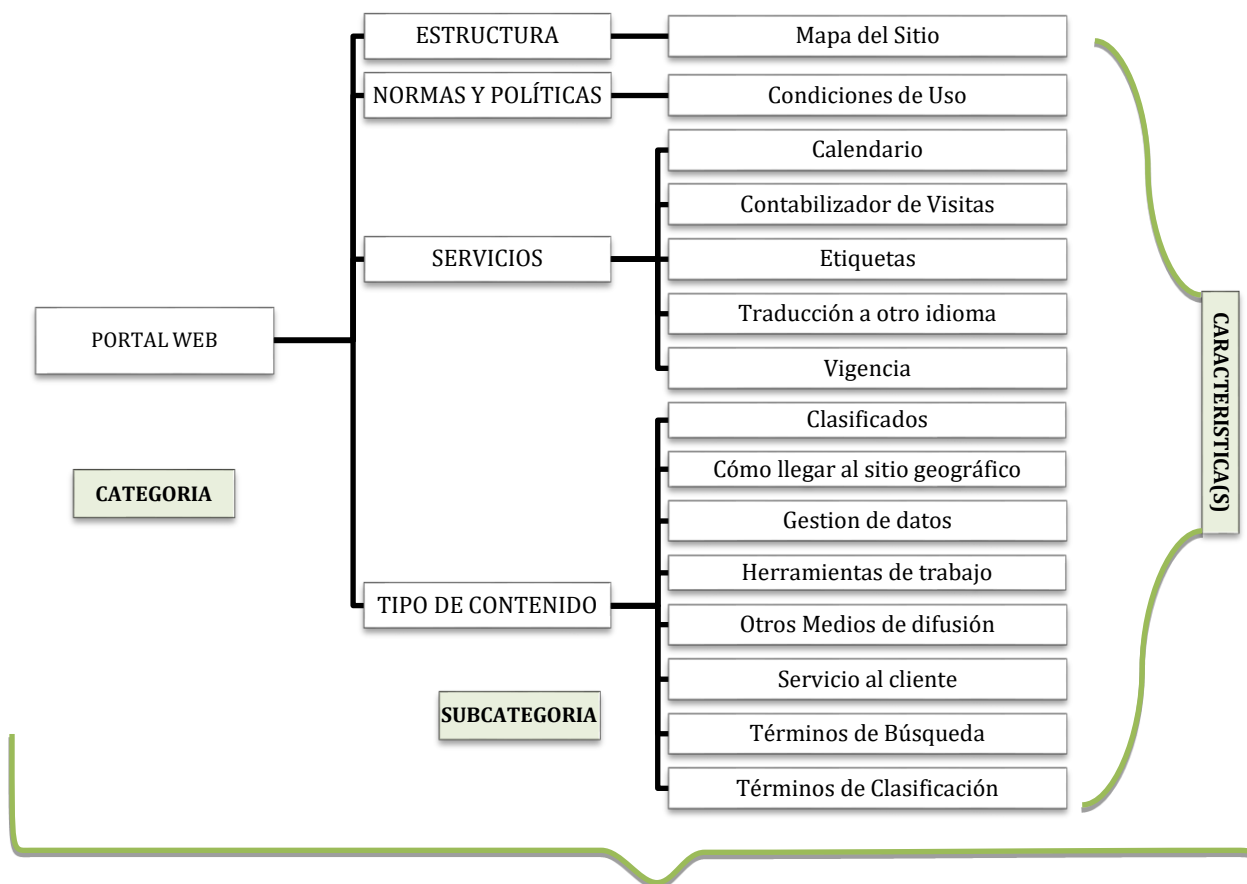 ESTRUCTURA
Mapa del Sitio
NORMAS Y POLÍTICAS
Condiciones de Uso
Calendario
Contabilizador de Visitas
SERVICIOS
Etiquetas
Traducción a otro idioma
Vigencia
PORTAL WEB
CARACTERISTICA(S)
Clasificados
Cómo llegar al sitio geográfico
CATEGORIA
Gestion de datos
Herramientas de trabajo
TIPO DE CONTENIDO
Otros Medios de difusión
Servicio al cliente
SUBCATEGORIA
Términos de Búsqueda
Términos de Clasificación